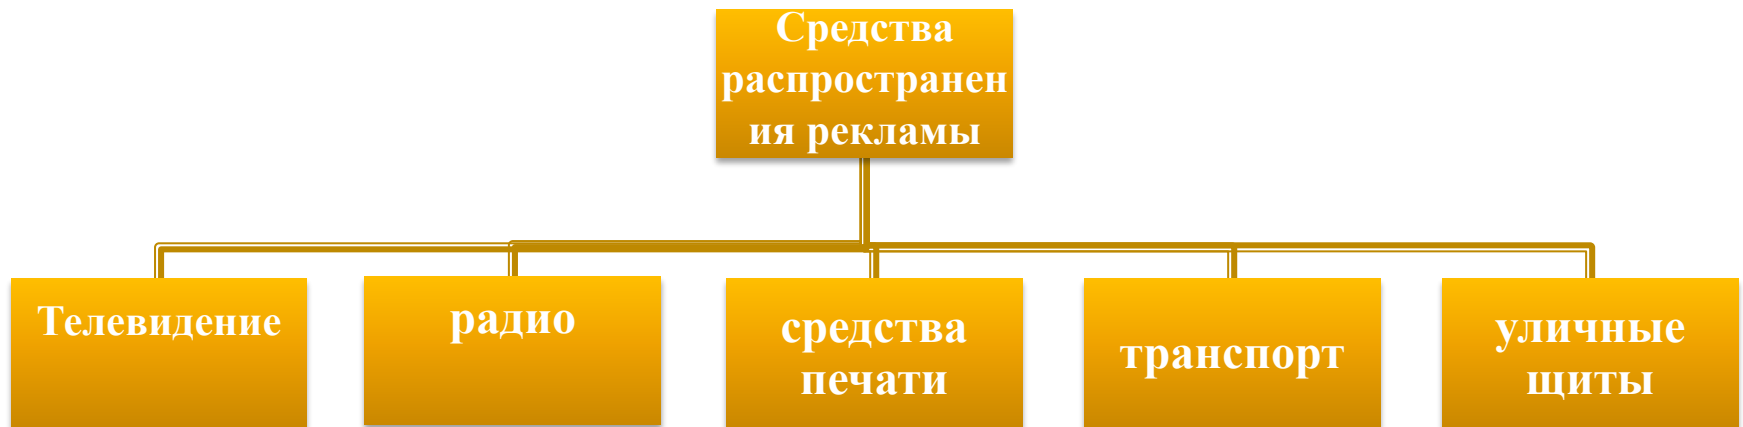 Средства
распространен
ия рекламы
Телевидение
радио
средства
печати
транспорт
уличные
щиты